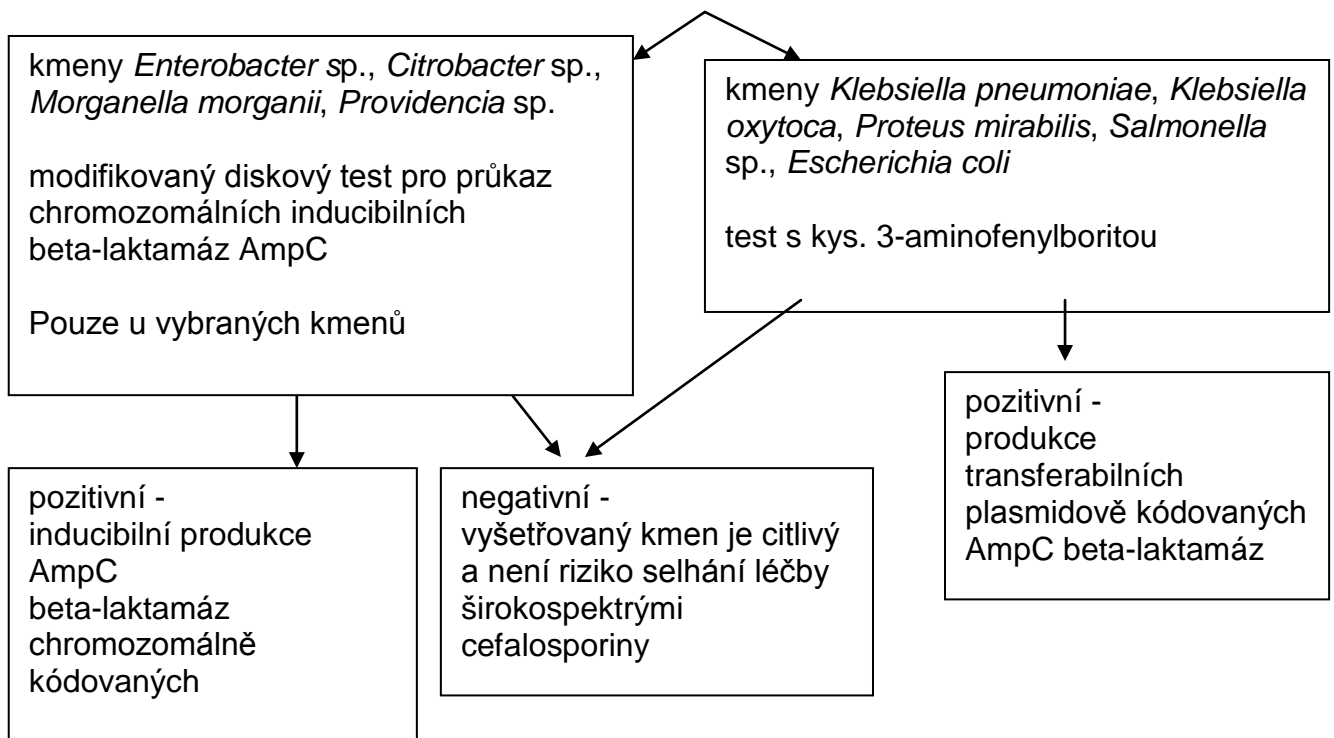 kmeny Enterobacter sp., Citrobacter sp.,
Morganella morganii, Providencia sp.
modifikovaný diskový test pro průkaz
chromozomálních inducibilních
beta-laktamáz AmpC
Pouze u vybraných kmenů
kmeny Klebsiella pneumoniae, Klebsiella
oxytoca, Proteus mirabilis, Salmonella
sp., Escherichia coli
test s kys. 3-aminofenylboritou
pozitivní -
inducibilní produkce
AmpC
beta-laktamáz
chromozomálně
kódovaných
negativní -
vyšetřovaný kmen je citlivý
a není riziko selhání léčby
širokospektrými
cefalosporiny
pozitivní -
produkce
transferabilních
plasmidově kódovaných
AmpC beta-laktamáz